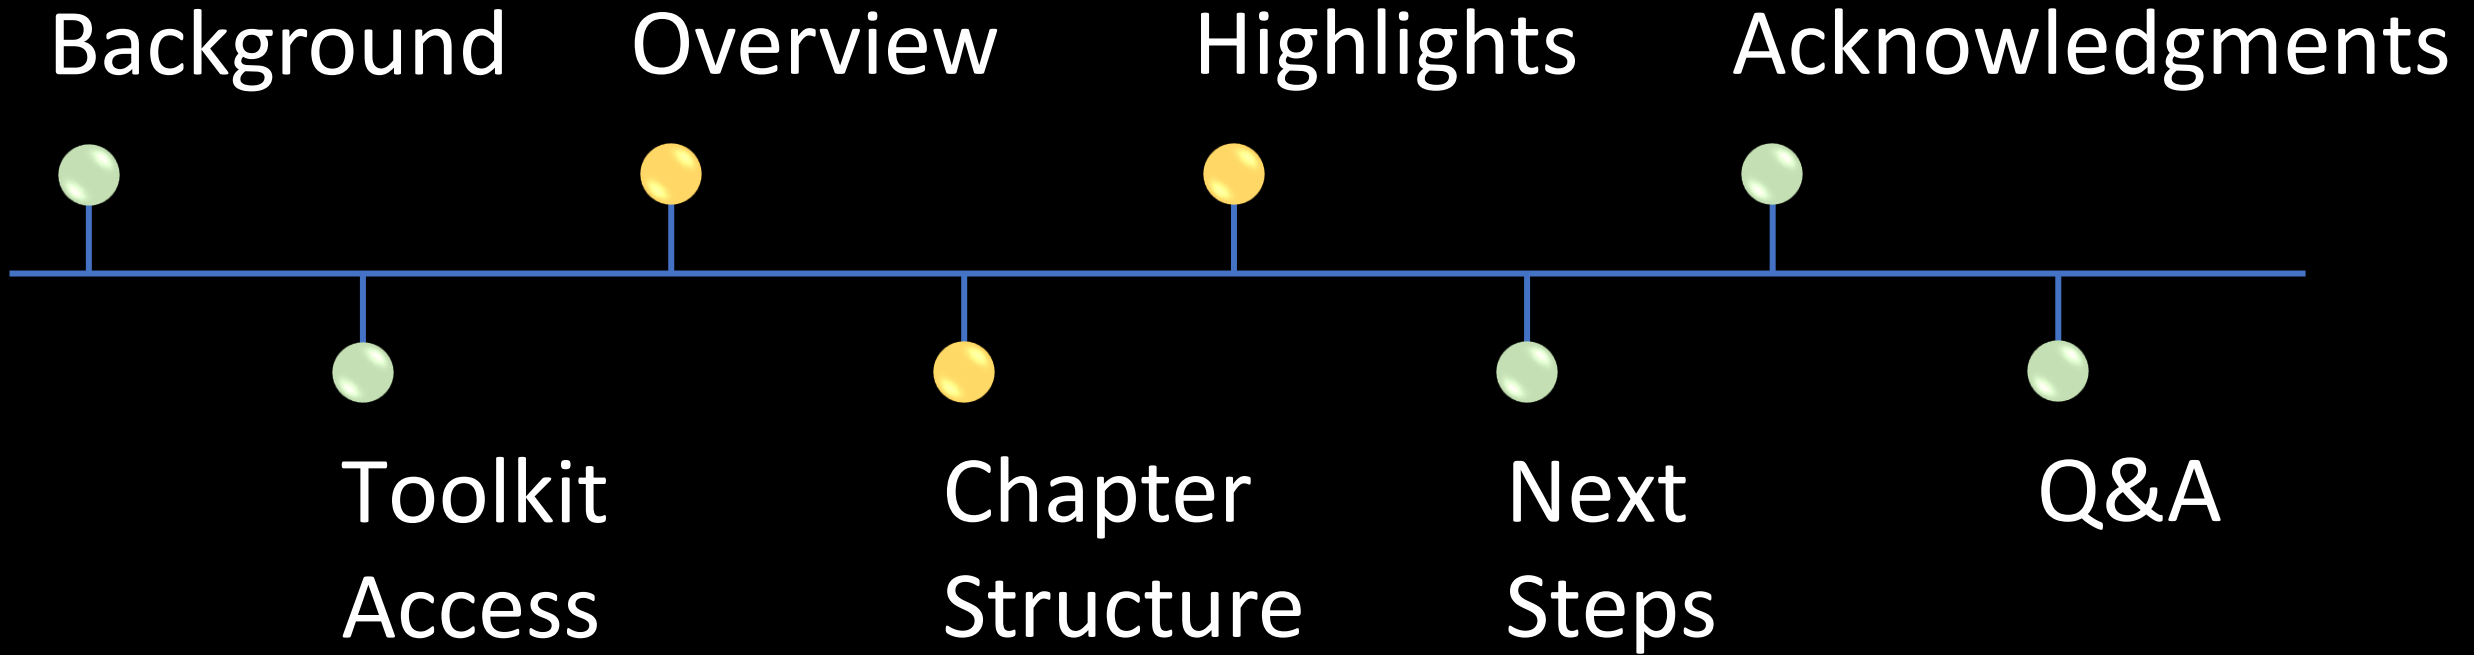 Background
Overview
Highlights
Acknowledgments
Toolkit
Access
Chapter
Structure
Next
Steps
Q&A